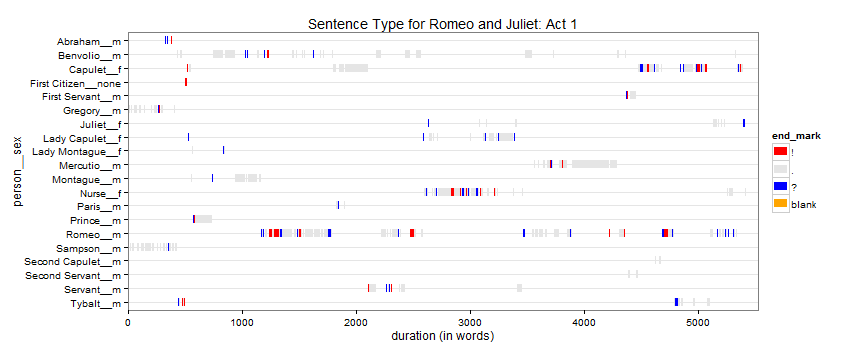 Sentence Type for Romeo and Juliet: Act 1
Abraham__m
Benvolio__m
Capulet__f
First Citizen__none
First Servant__m
Gregory__m
Juliet__f
Lady Capulet__f
Lady Montague__f
Mercutio__m
Montague__m
Nurse__f
Paris__m
Prince__m
Romeo__m
Sampson__m
Second Capulet__m
Second Servant__m
Servant__m
Tybalt__m
person__sex
0 1000 2000 3000 4000 5000
duration (in words)
end_mark
!
.
?
blank